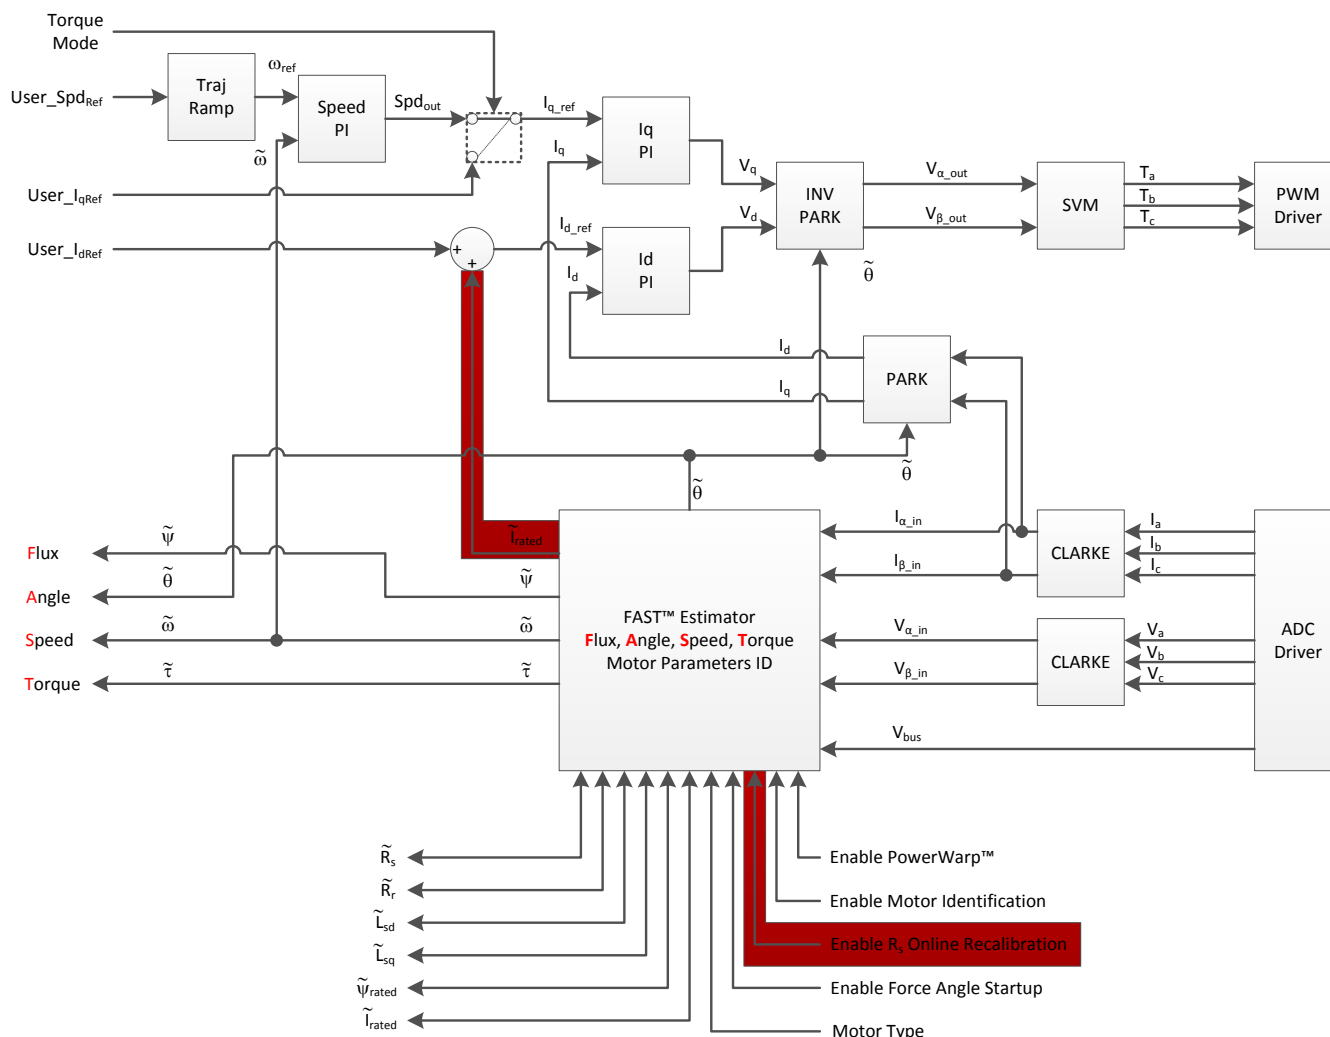 Torque
Mode
User_SpdRef
Traj
Ramp
ωref
Speed
PI
Spdout
Iq_ref
Iq
PI
ω̃
Iq
User_IqRef
Vq
INV
PARK
Vα_out
Vβ_out
SVM
Ta
Tb
Tc
PWM
Driver
User_IdRef
+
+
Id_ref
Id
PI
Id
Vd
θ̃
Id
Iq
PARK
θ̃
θ̃
Ĩrated
Flux
ψ̃
Angle
θ̃
Speed
ω̃
Torque
τ̃
ψ̃
ω̃
τ̃
FAST™ Estimator
Flux, Angle, Speed, Torque
Motor Parameters ID
Iα_in
Iβ_in
CLARKE
Ia
Ib
Ic
Vα_in
Vβ_in
CLARKE
Va
Vb
Vc
ADC
Driver
Vbus
R̃s
R̃r
L̃sd
L̃sq
ψ̃rated
Ĩrated
Enable PowerWarp™
Enable Motor Identification
Enable Rs Online Recalibration
Enable Force Angle Startup
Motor Type